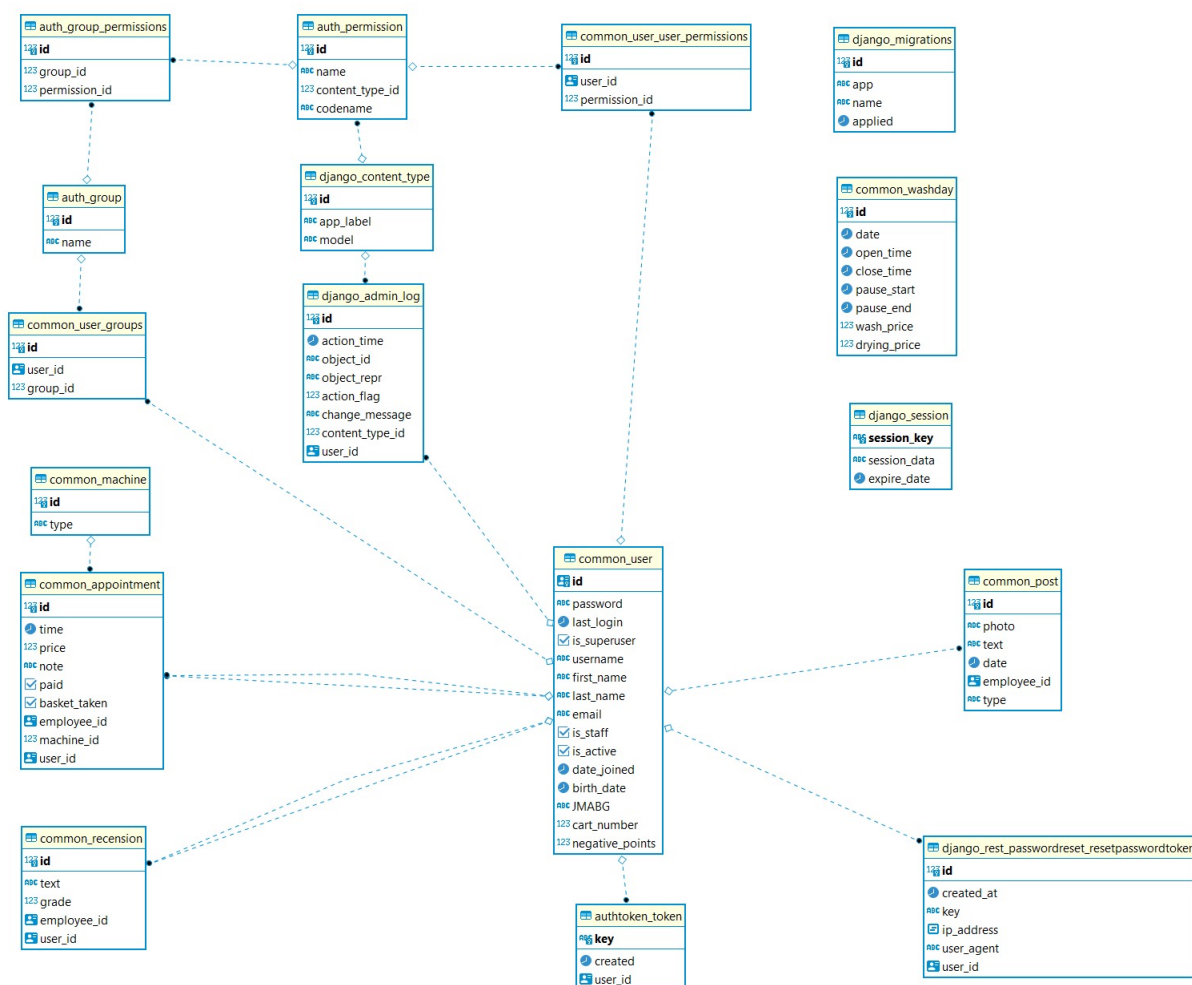 auth_group_permissions
id
group_id
permission_id
auth_permission
id
name
content_type_id
codename
common_user_user_permissions
id
user_id
permission_id
django_migrations
id
app
name
applied
auth_group
id
name
django_content_type
id
app_label
model
common_washday
id
date
open_time
close_time
pause_start
pause_end
wash_price
drying_price
common_user_groups
id
user_id
group_id
django_admin_log
id
action_time
object_id
object_repr
action_flag
change_message
content_type_id
user_id
django_session
session_key
session_data
expire_date
common_machine
id
type
common_appointment
id
time
price
note
paid
basket_taken
employee_id
machine_id
user_id
common_user
id
password
last_login
is_superuser
username
first_name
last_name
email
is_staff
is_active
date_joined
birth_date
JMABG
cart_number
negative_points
common_post
id
photo
text
date
employee_id
type
common_recension
id
text
grade
employee_id
user_id
authtoken_token
key
created
user_id
django_rest_passwordreset_resetpasswordtoken
id
created_at
key
ip_address
user_agent
user_id